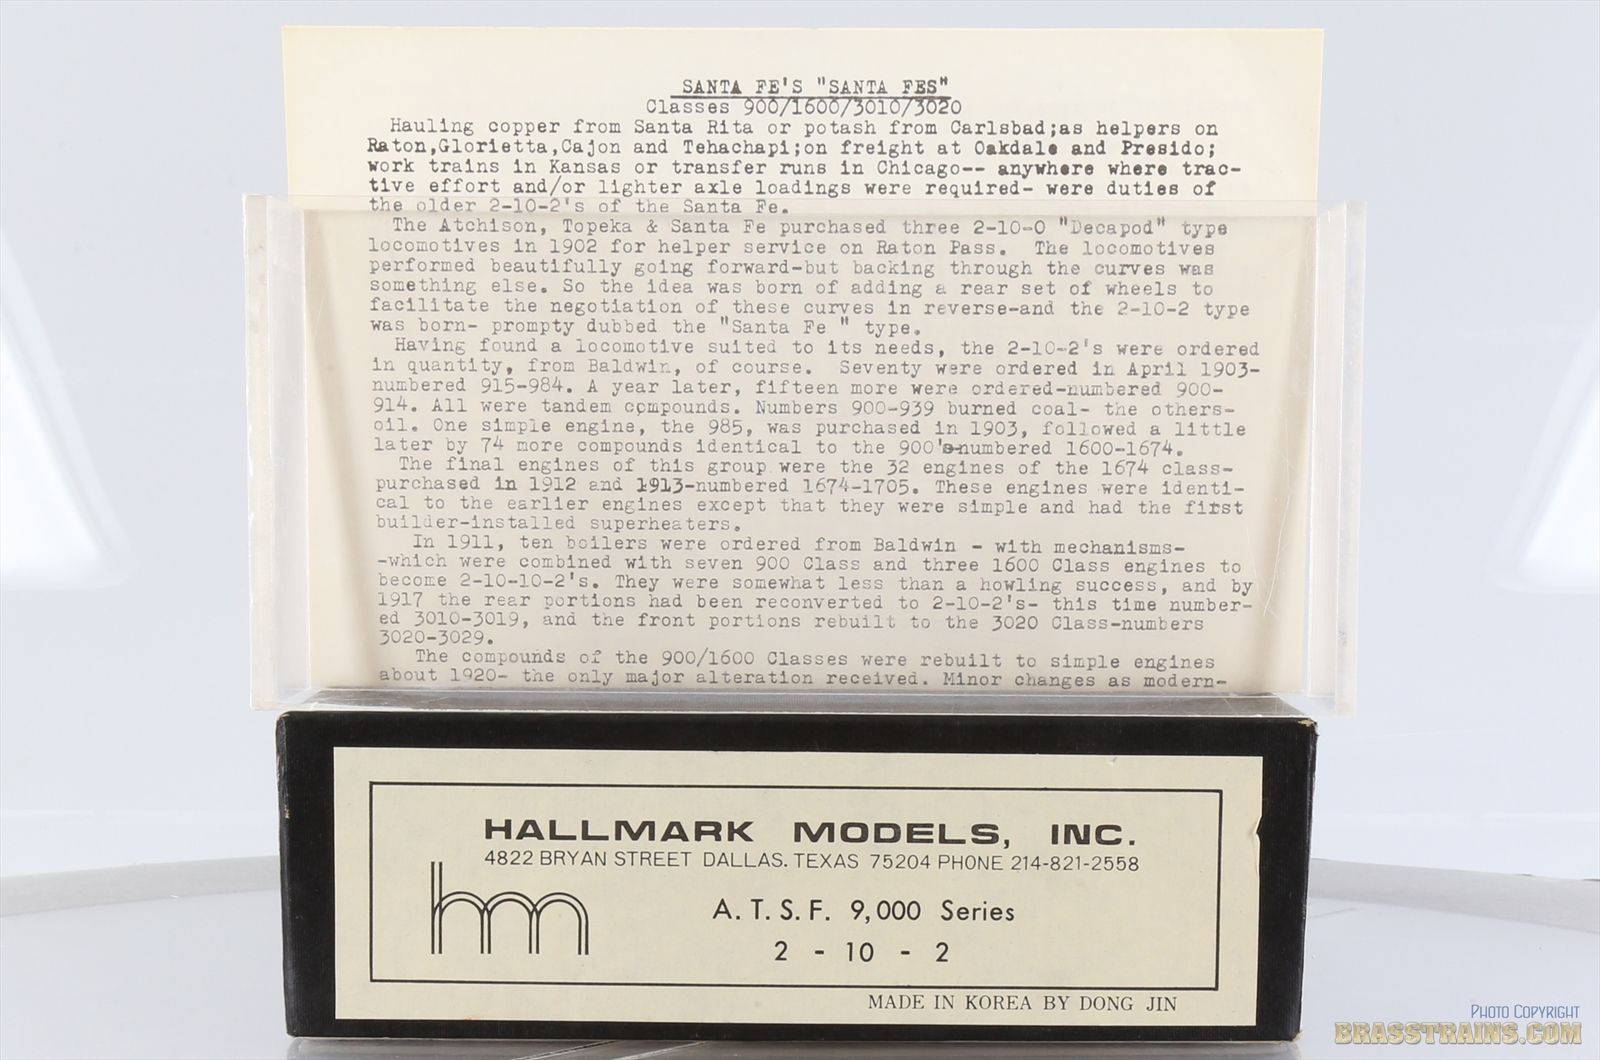 SANTA FE'S "SANTA FES"
Classes 900/1600/3010/3020
Hauling copper from Santa Rita or potash from Carlsbad;as helpers on
Raton,Glorietta,Cajon and Tehachapi;on freight at Oakdale and Presido;
work trains in Kansas or transfer runs in Chicago-- anywhere where trac-
tive effort and/or lighter axle loadings were required- were duties of
the older 2-10-2's of the Santa Fe.
The Atchison, Topeka & Santa Fe purchased three 2-10-0 "Decapod" type
locomotives in 1902 for helper service on Raton Pass. The locomotives
performed beautifully going forward-but backing through the curves was
something else. So the idea was born of adding a rear set of wheels to
facilitate the negotiation of these curves in reverse-and the 2-10-2 type
was born- prompty dubbed the "Santa Fe " type.
Having found a locomotive suited to its needs, the 2-10-2's were ordered
in quantity, from Baldwin, of course. Seventy were ordered in April 1903-
numbered 915-984. A year later, fifteen more were ordered-numbered 900-
914. All were tandem compounds. Numbers 900-939 burned coal- the others-
oil. One simple engine, the 985, was purchased in 1903, followed a little
later by 74 more compounds identical to the 900's-numbered 1600-1674.
The final engines of this group were the 32 engines of the 1674 class-
purchased in 1912 and 1913-numbered 1674-1705. These engines were identi-
cal to the earlier engines except that they were simple and had the first
builder-installed superheaters.
In 1911, ten boilers were ordered from Baldwin - with mechanisms-
-which were combined with seven 900 Class and three 1600 Class engines to
become 2-10-10-2's. They were somewhat less than a howling success, and by
1917 the rear portions had been reconverted to 2-10-2's- this time number-
ed 3010-3019, and the front portions rebuilt to the 3020 Class-numbers
3020-3029.
The compounds of the 900/1600 Classes were rebuilt to simple engines
about 1920- the only major alteration received. Minor changes as modern-
HALLMARK MODELS, INC.
4822 BRYAN STREET DALLAS. TEXAS 75204 PHONE 214-821-2558
hm
A. T. S. F. 9,000 Series
2 - 10 - 2
MADE IN KOREA BY DONG JIN
PHOTO COPYRIGHT
BRASSTRAINS.COM